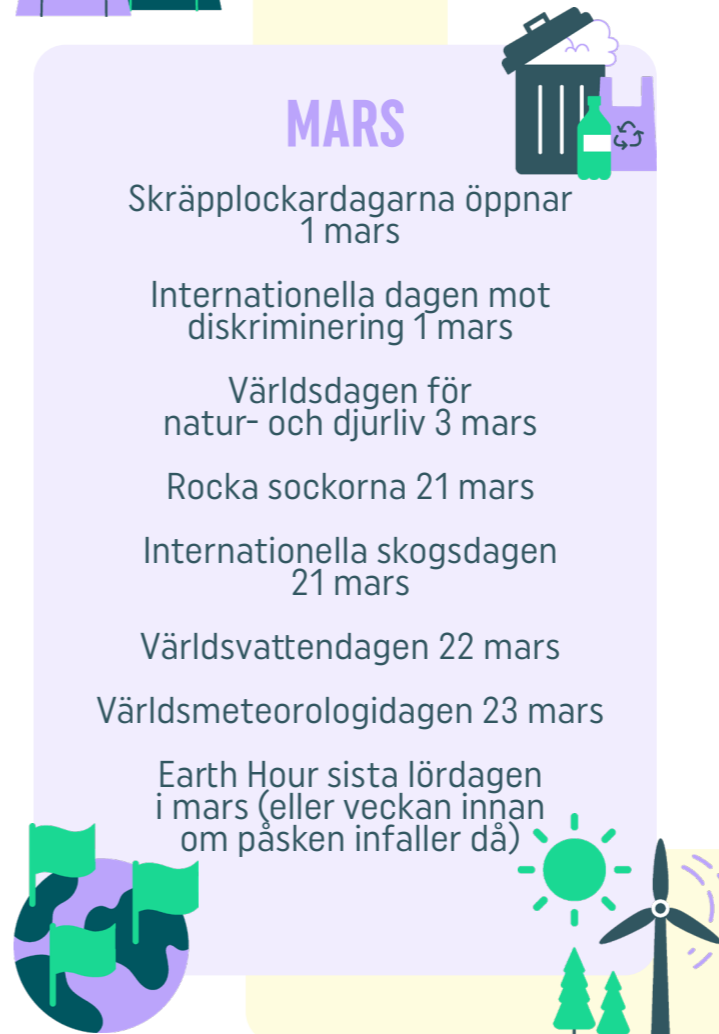 MARS
Skräpplockardagarna öppnar
1 mars
Internationella dagen mot
diskriminering 1 mars
Världsdagen för
natur- och djurliv 3 mars
Rocka sockorna 21 mars
Internationella skogsdagen
21 mars
Världsvattendagen 22 mars
Världsmeteorologidagen 23 mars
Earth Hour sista lördagen
i mars (eller veckan innan
om påsken infaller då)